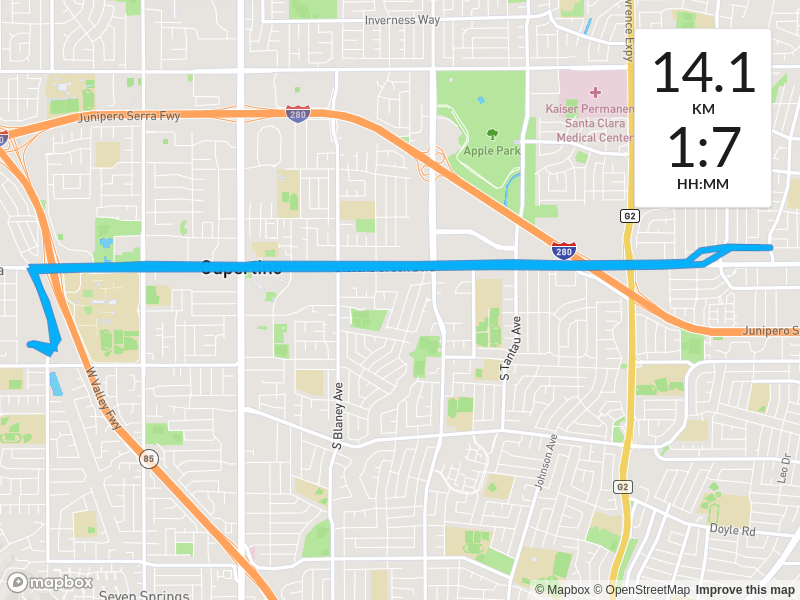 Inverness Way
rence Expy
14.1
KM
1:7
HH:MM
Kaiser Permanen
Santa Clara
Medical Center
Junipero Serra Fwy
280
Apple Park
G2
280
Junipero S
W Valley Fwy
S Blaney Ave
S Tantau Ave
85
Johnson Ave
Leo Dr
G2
Doyle Rd
mapbox
Seven Springs
© Mapbox © OpenStreetMap Improve this map